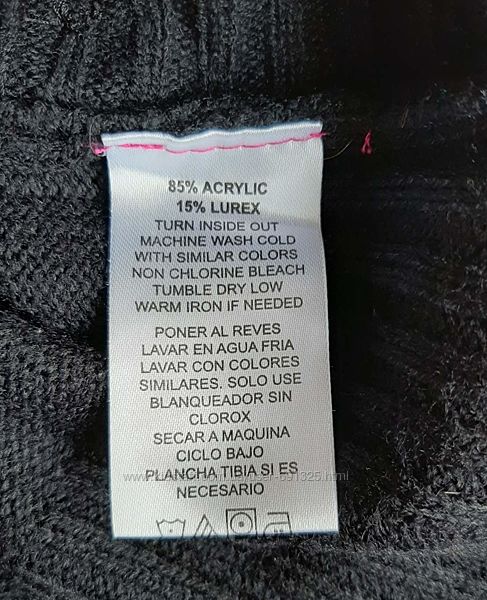 85% ACRYLIC
15% LUREX
TURN INSIDE OUT
MACHINE WASH COLD
WITH SIMILAR COLORS
NON CHLORINE BLEACH
TUMBLE DRY LOW
WARM IRON IF NEEDED
PONER AL REVES
LAVAR EN AGUA FRIA
LAVAR CON COLORES
SIMILARES. SOLO USE
BLANQUEADOR SIN
CLOROX
SECAR A MAQUINA
CICLO BAJO
PLANCHA TIBIA SI ES
NECESARIO